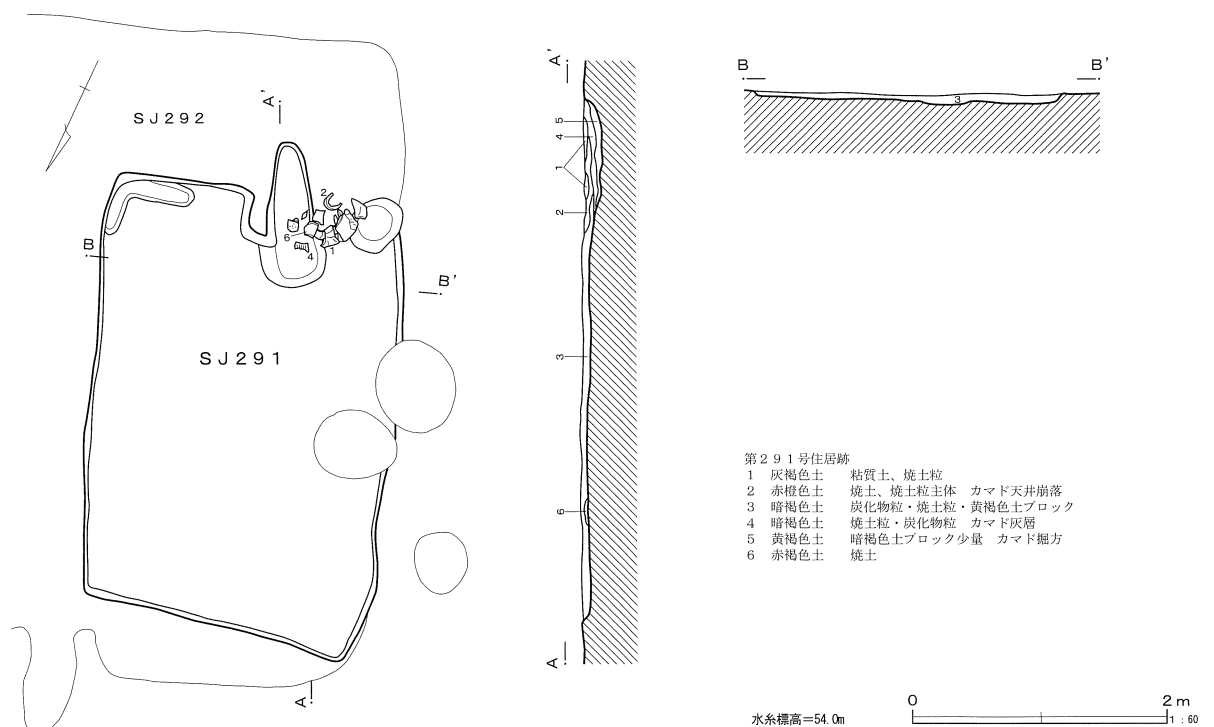 SJ292
A'
2
6
4
1
B
B'
SJ291
A
A'
5
4
1
2
3
6
A
B
B'
3
第291号住居跡
1 灰褐色土 粘質土、焼土粒
2 赤橙色土 焼土、焼土粒主体 カマド天井崩落
3 暗褐色土 炭化物粒・焼土粒・黄褐色土ブロック
4 暗褐色土 焼土粒・炭化物粒 カマド灰層
5 黄褐色土 暗褐色土ブロック少量 カマド掘方
6 赤褐色土 焼土
水糸標高=54.0m
0 2m
1:60